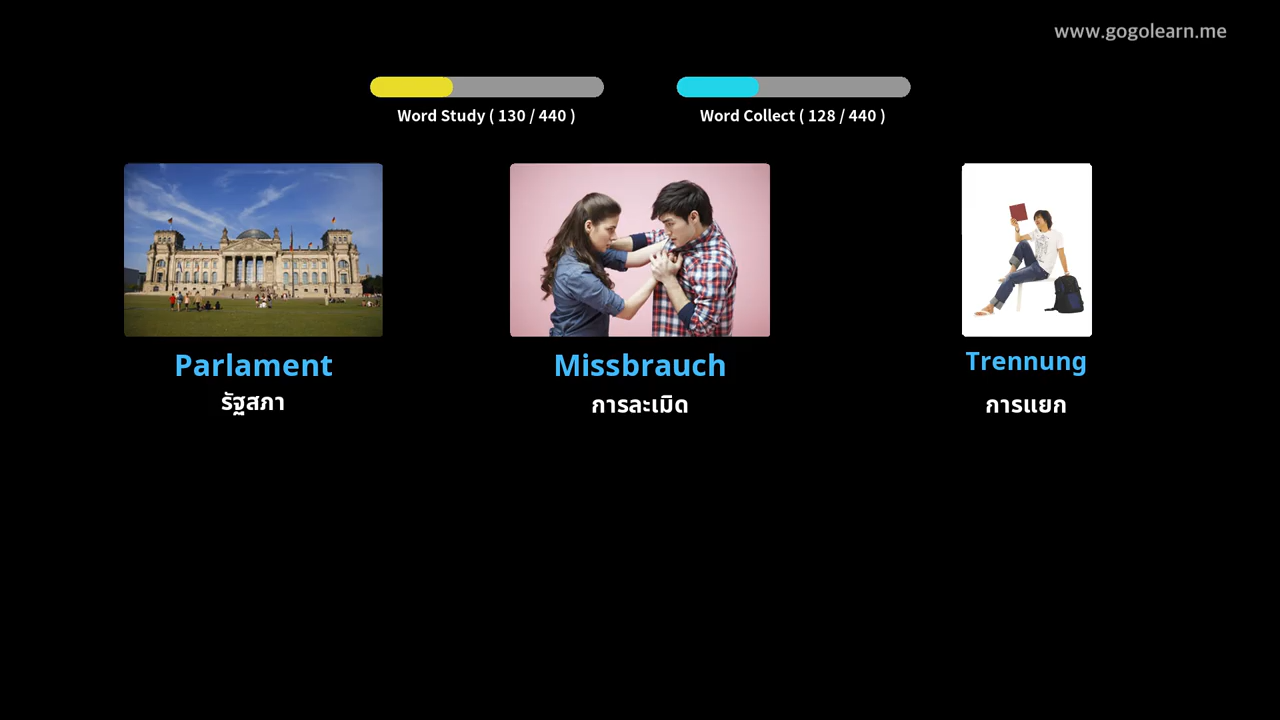 www.gogolearn.me
Word Study ( 130 / 440 )
Word Collect ( 128 / 440 )
Parlament
รัฐสภา
Missbrauch
การละเมิด
Trennung
การแยก